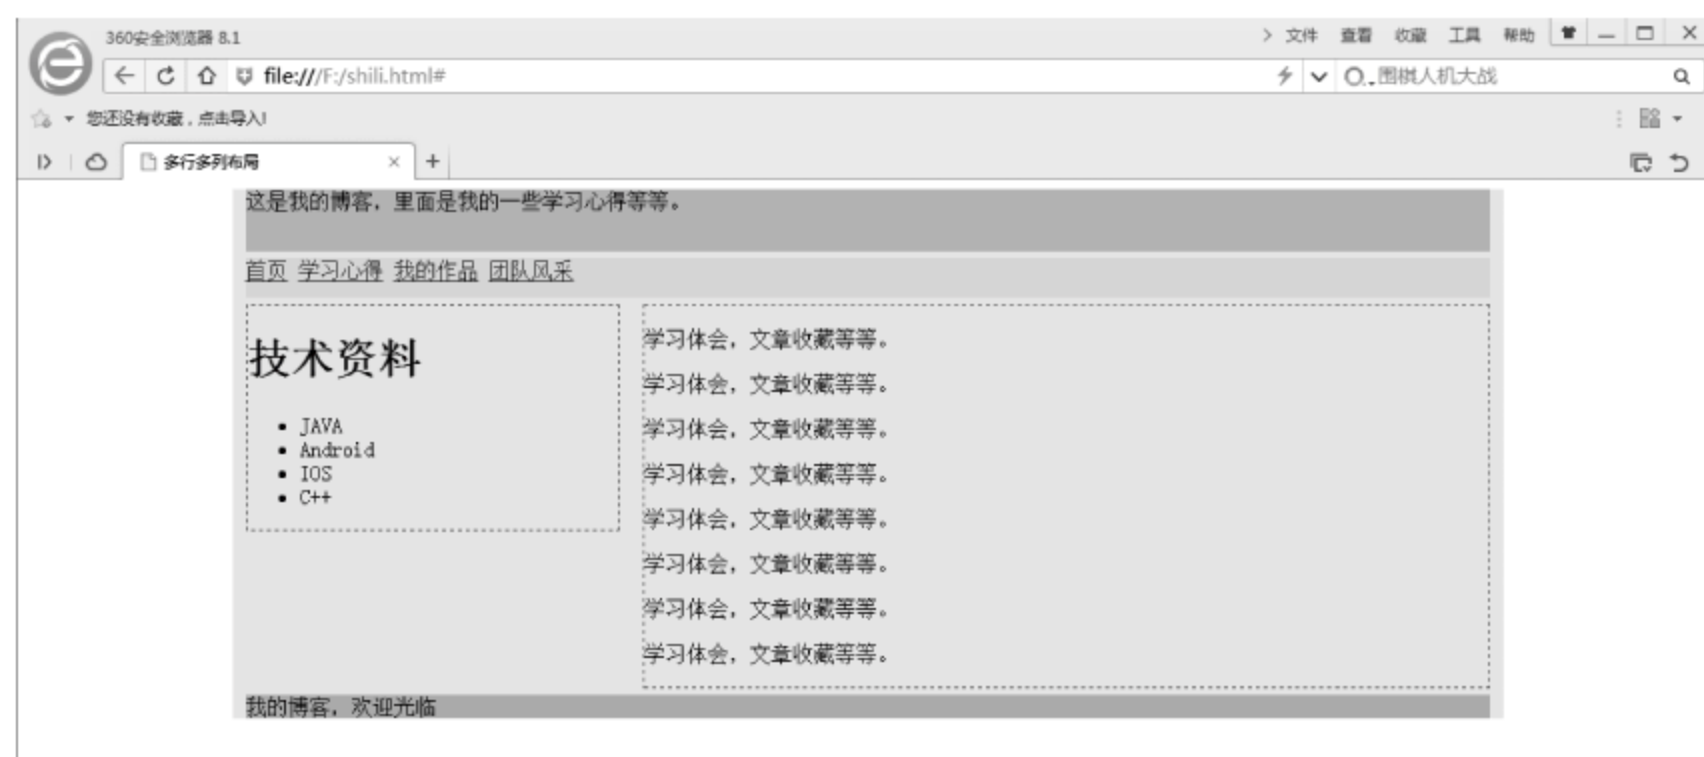 360安全浏览器 8.1 文件 查看 收藏 工具 帮助
file:///F:/shili.html# 围棋人机大战
您还没有收藏，点击导入!
多行多列布局
这是我的博客，里面是我的一些学习心得等等。
首页 学习心得 我的作品 团队风采
技术资料
JAVA
Android
IOS
C++
学习体会，文章收藏等等。
学习体会，文章收藏等等。
学习体会，文章收藏等等。
学习体会，文章收藏等等。
学习体会，文章收藏等等。
学习体会，文章收藏等等。
学习体会，文章收藏等等。
学习体会，文章收藏等等。
我的博客，欢迎光临